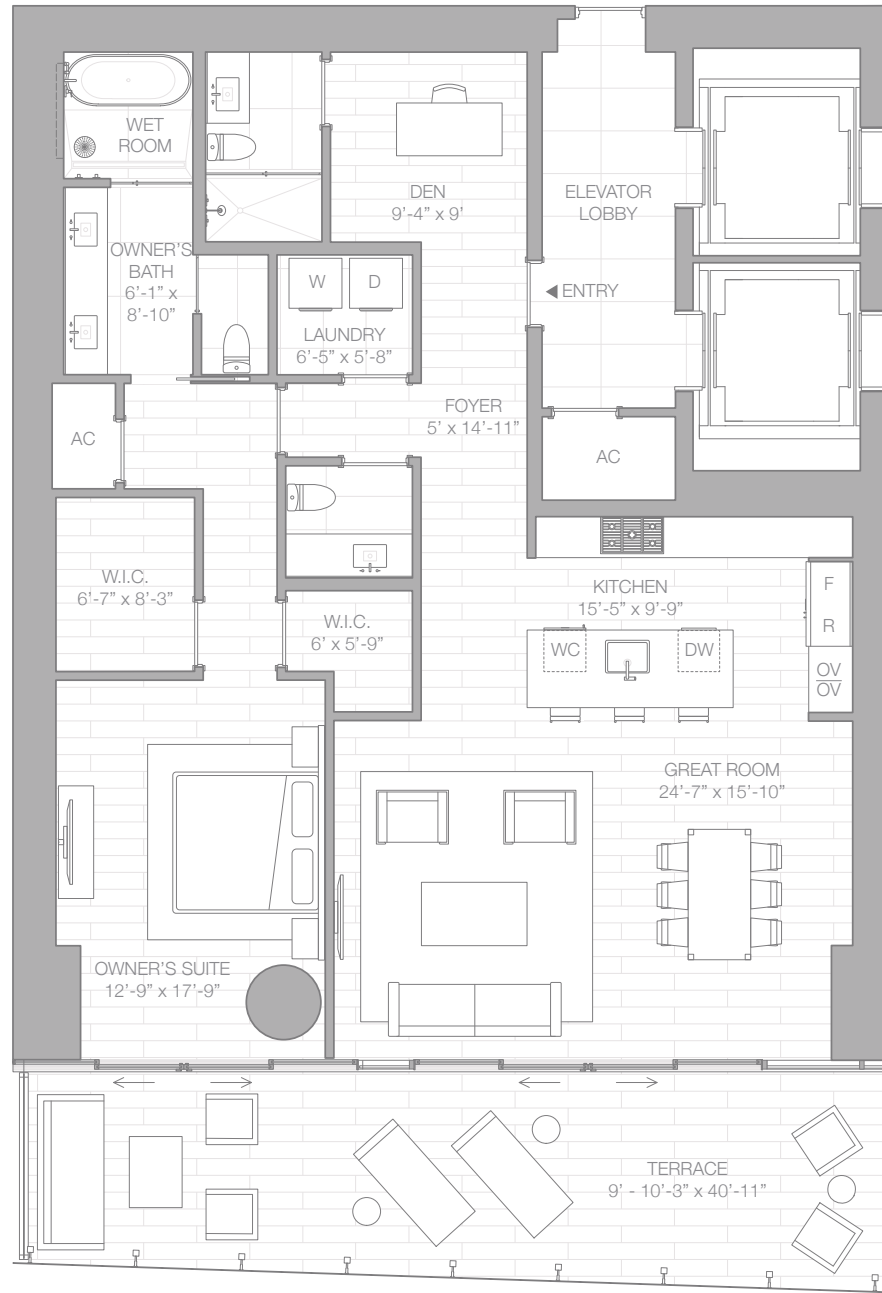 WET
ROOM
DEN
9’-4” x 9’
ELEVATOR
LOBBY
OWNER’S
BATH
6’-1” x
8’-10”
W
D
◀ ENTRY
LAUNDRY
6’-5” x 5’-8”
FOYER
5’ x 14’-11”
AC
AC
W.I.C.
6’-7” x 8’-3”
KITCHEN
15’-5” x 9’-9”
F
R
W.I.C.
6’ x 5’-9”
WC
DW
OV
OV
GREAT ROOM
24’-7” x 15’-10”
OWNER’S SUITE
12’-9” x 17’-9”
TERRACE
9’ - 10’-3” x 40’-11”